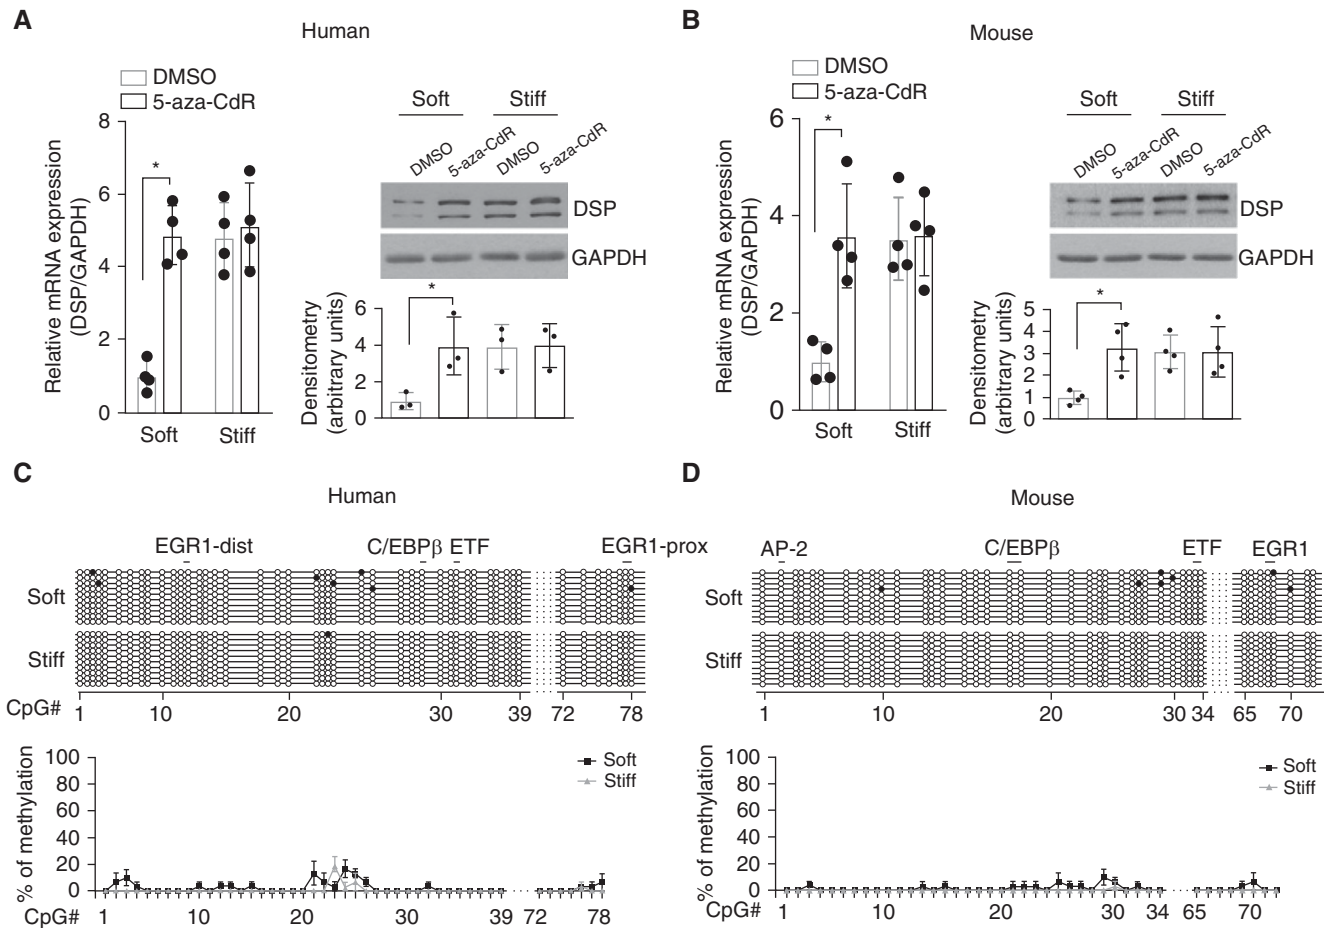 A
Human
DMSO
5-aza-CdR
Relative mRNA expression
(DSP/GAPDH)
8
6
4
2
0
*
Soft
Stiff
Soft
Stiff
DMSO
5-aza-CdR
DMSO
5-aza-CdR
DSP
GAPDH
Densitometry
(arbitrary units)
6
4
2
0
*
B
Mouse
DMSO
5-aza-CdR
Relative mRNA expression
(DSP/GAPDH)
6
4
2
0
*
Soft
Stiff
Soft
Stiff
DMSO
5-aza-CdR
DMSO
5-aza-CdR
DSP
GAPDH
Densitometry
(arbitrary units)
5
4
3
2
1
0
*
C
Human
EGR1-dist
C/EBPβ ETF
EGR1-prox
Soft
Stiff
CpG#
1 10 20 30 39 72 78
% of methylation
100
80
60
40
20
0
Soft
Stiff
CpG#
1 10 20 30 39 72 78
D
Mouse
AP-2
C/EBPβ
ETF
EGR1
Soft
Stiff
CpG#
1 10 20 30 34 65 70
% of methylation
100
80
60
40
20
0
Soft
Stiff
CpG#
1 10 20 30 34 65 70